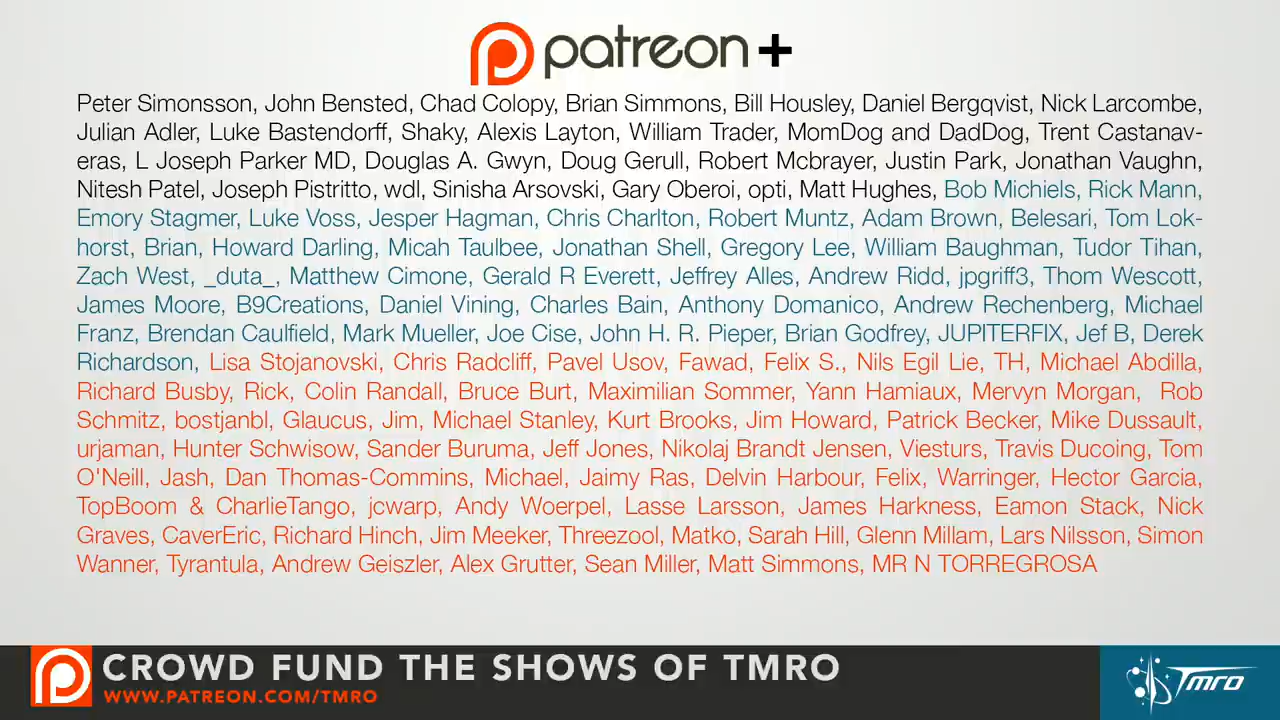 patreon +
Peter Simonsson, John Bensted, Chad Colopy, Brian Simmons, Bill Housley, Daniel Bergqvist, Nick Larcombe,
Julian Adler, Luke Bastendorff, Shaky, Alexis Layton, William Trader, MomDog and DadDog, Trent Castanav-
eras, L Joseph Parker MD, Douglas A. Gwyn, Doug Gerull, Robert Mcbrayer, Justin Park, Jonathan Vaughn,
Nitesh Patel, Joseph Pistritto, wdl, Sinisha Arsovski, Gary Oberoi, opti, Matt Hughes, Bob Michiels, Rick Mann,
Emory Stagmer, Luke Voss, Jesper Hagman, Chris Charlton, Robert Muntz, Adam Brown, Belesari, Tom Lok-
horst, Brian, Howard Darling, Micah Taulbee, Jonathan Shell, Gregory Lee, William Baughman, Tudor Tihan,
Zach West, _duta_, Matthew Cimone, Gerald R Everett, Jeffrey Alles, Andrew Ridd, jpgriff3, Thom Wescott,
James Moore, B9Creations, Daniel Vining, Charles Bain, Anthony Domanico, Andrew Rechenberg, Michael
Franz, Brendan Caulfield, Mark Mueller, Joe Cise, John H. R. Pieper, Brian Godfrey, JUPITERFIX, Jef B, Derek
Richardson, Lisa Stojanovski, Chris Radcliff, Pavel Usov, Fawad, Felix S., Nils Egil Lie, TH, Michael Abdilla,
Richard Busby, Rick, Colin Randall, Bruce Burt, Maximilian Sommer, Yann Harniaux, Mervyn Morgan, Rob
Schmitz, bostjanbl, Glaucus, Jim, Michael Stanley, Kurt Brooks, Jim Howard, Patrick Becker, Mike Dussault,
urjaman, Hunter Schwisow, Sander Buruma, Jeff Jones, Nikolaj Brandt Jensen, Viesturs, Travis Ducoing, Tom
O'Neill, Jash, Dan Thomas-Commins, Michael, Jaimy Ras, Delvin Harbour, Felix, Warringer, Hector Garcia,
TopBoom & CharlieTango, jcwarp, Andy Woerpel, Lasse Larsson, James Harkness, Eamon Stack, Nick
Graves, CaverEric, Richard Hinch, Jim Meeker, Threezool, Matko, Sarah Hill, Glenn Millam, Lars Nilsson, Simon
Wanner, Tyrantula, Andrew Geiszler, Alex Grutter, Sean Miller, Matt Simmons, MR N TORREGROSA
CROWD FUND THE SHOWS OF TMRO
WWW.PATREON.COM/TMRO
Tmro